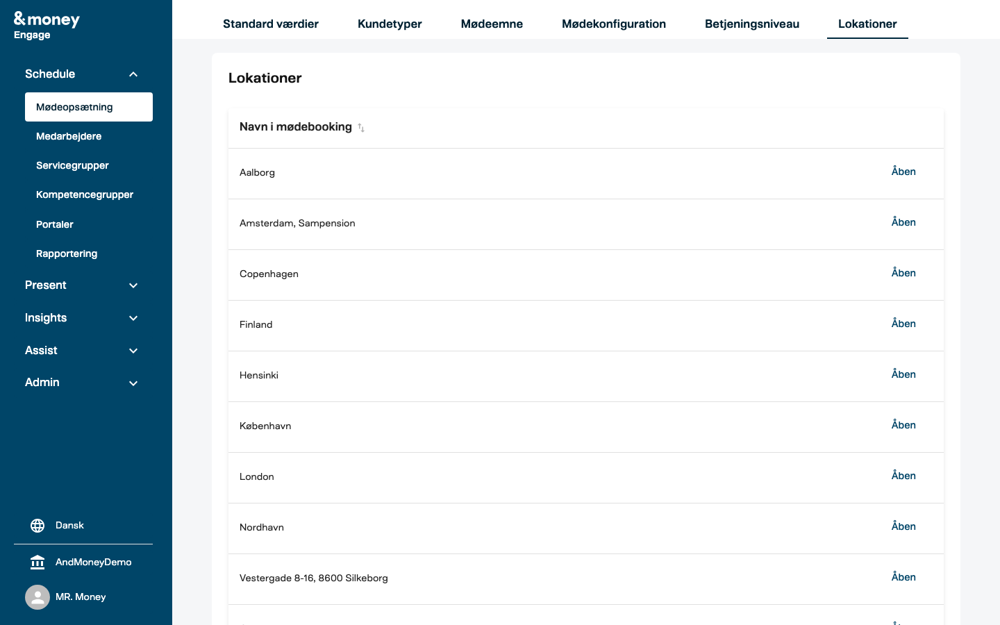 &money
Engage
Schedule
Mødeopsætning
Medarbejdere
Servicegrupper
Kompetencegrupper
Portaler
Rapportering
Present
Insights
Assist
Admin
Dansk
AndMoneyDemo
MR. Money
Standard værdier
Kundetyper
Mødeemne
Mødekonfiguration
Betjeningsniveau
Lokationer
Lokationer
Navn i mødebooking
Aalborg Åben
Amsterdam, Sampension Åben
Copenhagen Åben
Finland Åben
Hensinki Åben
København Åben
London Åben
Nordhavn Åben
Vestergade 8-16, 8600 Silkeborg Åben